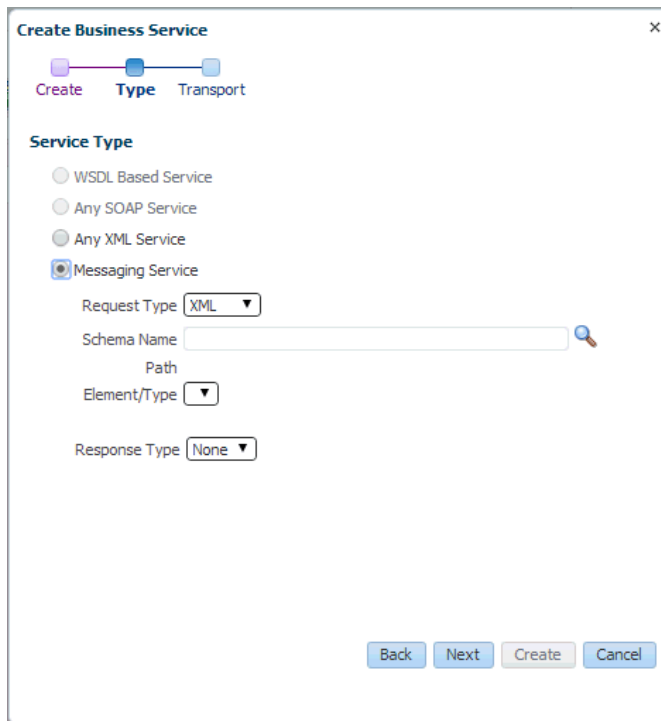 Create Business Service
Create Type Transport
Service Type
WSDL Based Service
Any SOAP Service
Any XML Service
Messaging Service
Request Type XML
Schema Name
Path
Element/Type
Response Type None
Back Next Create Cancel